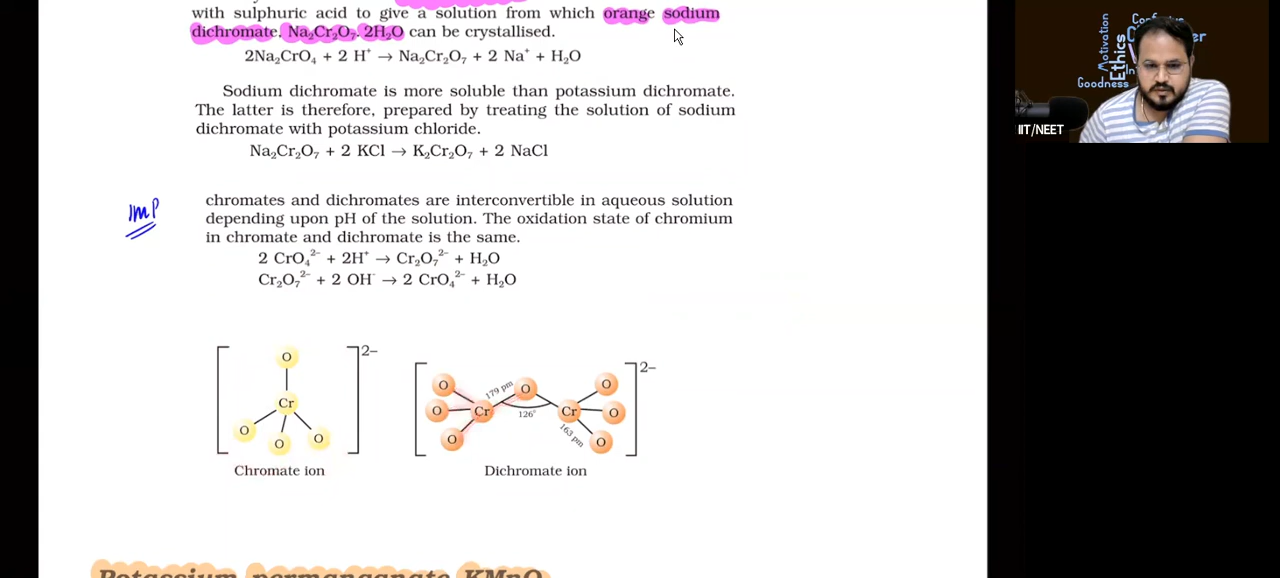 with sulphuric acid to give a solution from which orange sodium
dichromate. Na₂Cr₂O₇. 2H₂O can be crystallised.
2Na₂CrO₄ + 2 H⁺ → Na₂Cr₂O₇ + 2 Na⁺ + H₂O
Sodium dichromate is more soluble than potassium dichromate.
The latter is therefore, prepared by treating the solution of sodium
dichromate with potassium chloride.
Na₂Cr₂O₇ + 2 KCl → K₂Cr₂O₇ + 2 NaCl
IMP
chromates and dichromates are interconvertible in aqueous solution
depending upon pH of the solution. The oxidation state of chromium
in chromate and dichromate is the same.
2 CrO₄²⁻ + 2H⁺ → Cr₂O₇²⁻ + H₂O
Cr₂O₇²⁻ + 2 OH⁻ → 2 CrO₄²⁻ + H₂O
O
Cr
O
O
O
2–
Chromate ion
O
O
O
Cr
179 pm
O
126°
Cr
163 pm
O
O
O
2–
Dichromate ion
Potassium permanganate KMnO
Motivation
Ethics
Goodness
IIT/NEET